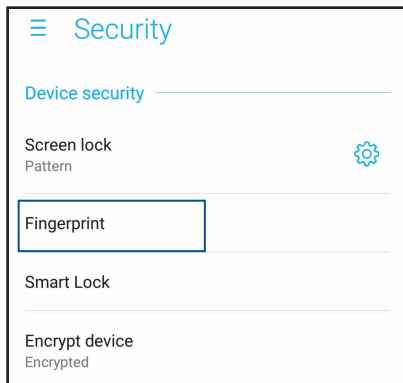 Security
Device security
Screen lock
Pattern
Fingerprint
Smart Lock
Encrypt device
Encrypted